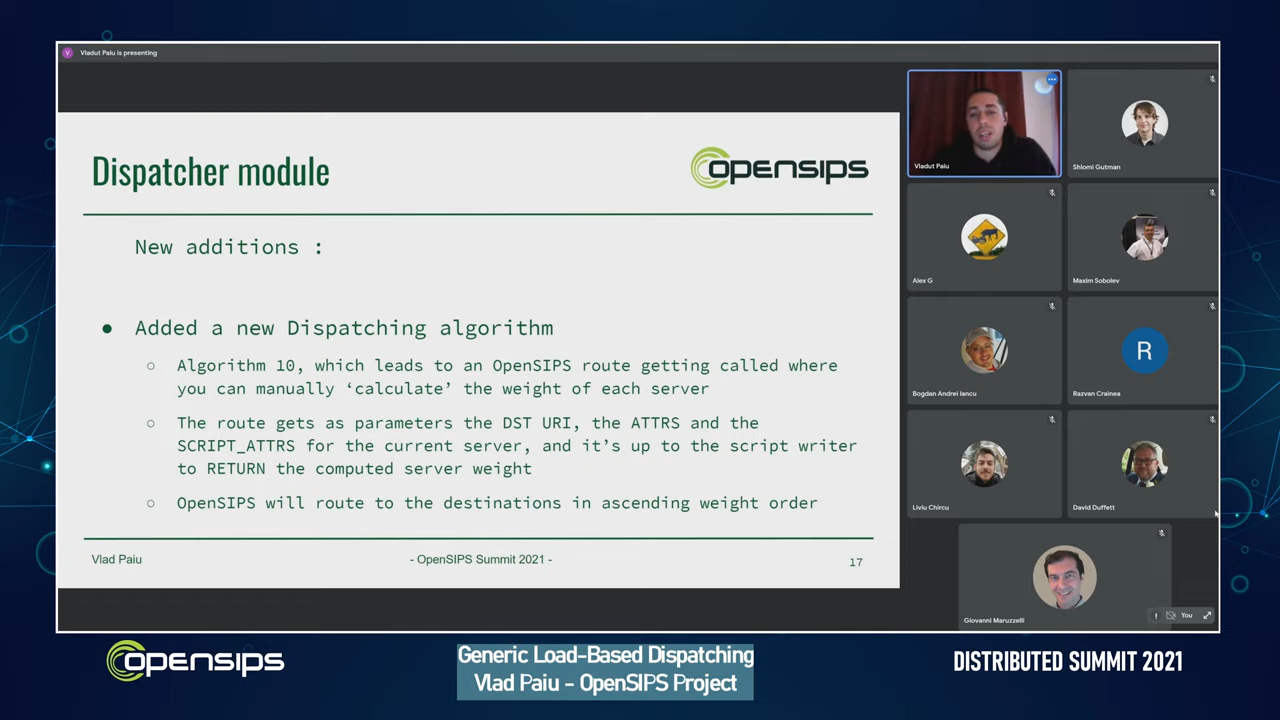 V
Vladut Paiu is presenting
Dispatcher module
opensips
New additions :
● Added a new Dispatching algorithm
○ Algorithm 10, which leads to an OpenSIPS route getting called where
you can manually ‘calculate’ the weight of each server
○ The route gets as parameters the DST URI, the ATTRS and the
SCRIPT_ATTRS for the current server, and it’s up to the script writer
to RETURN the computed server weight
○ OpenSIPS will route to the destinations in ascending weight order
Vlad Paiu
- OpenSIPS Summit 2021 -
17
Vladut Paiu
Shlomi Gutman
Alex G
Maxim Sobolev
Bogdan Andrei Iancu
R
Razvan Crainea
Liviu Chircu
David Duffett
Giovanni Maruzzelli
You
opensips
Generic Load-Based Dispatching
Vlad Paiu - OpenSIPS Project
DISTRIBUTED SUMMIT 2021